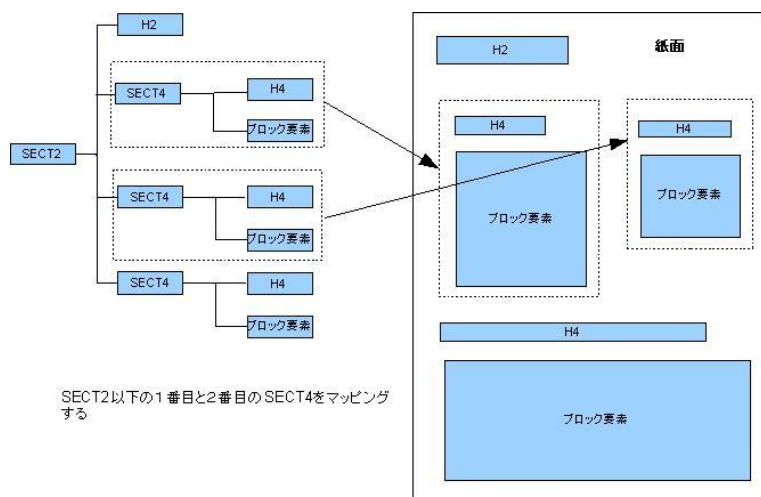 H2
SECT4
H4
ブロック要素
SECT2
SECT4
H4
ブロック要素
SECT4
H4
ブロック要素
SECT2以下の1番目と2番目のSECT4をマッピング
する
紙面
H2
H4
ブロック要素
H4
ブロック要素
H4
ブロック要素